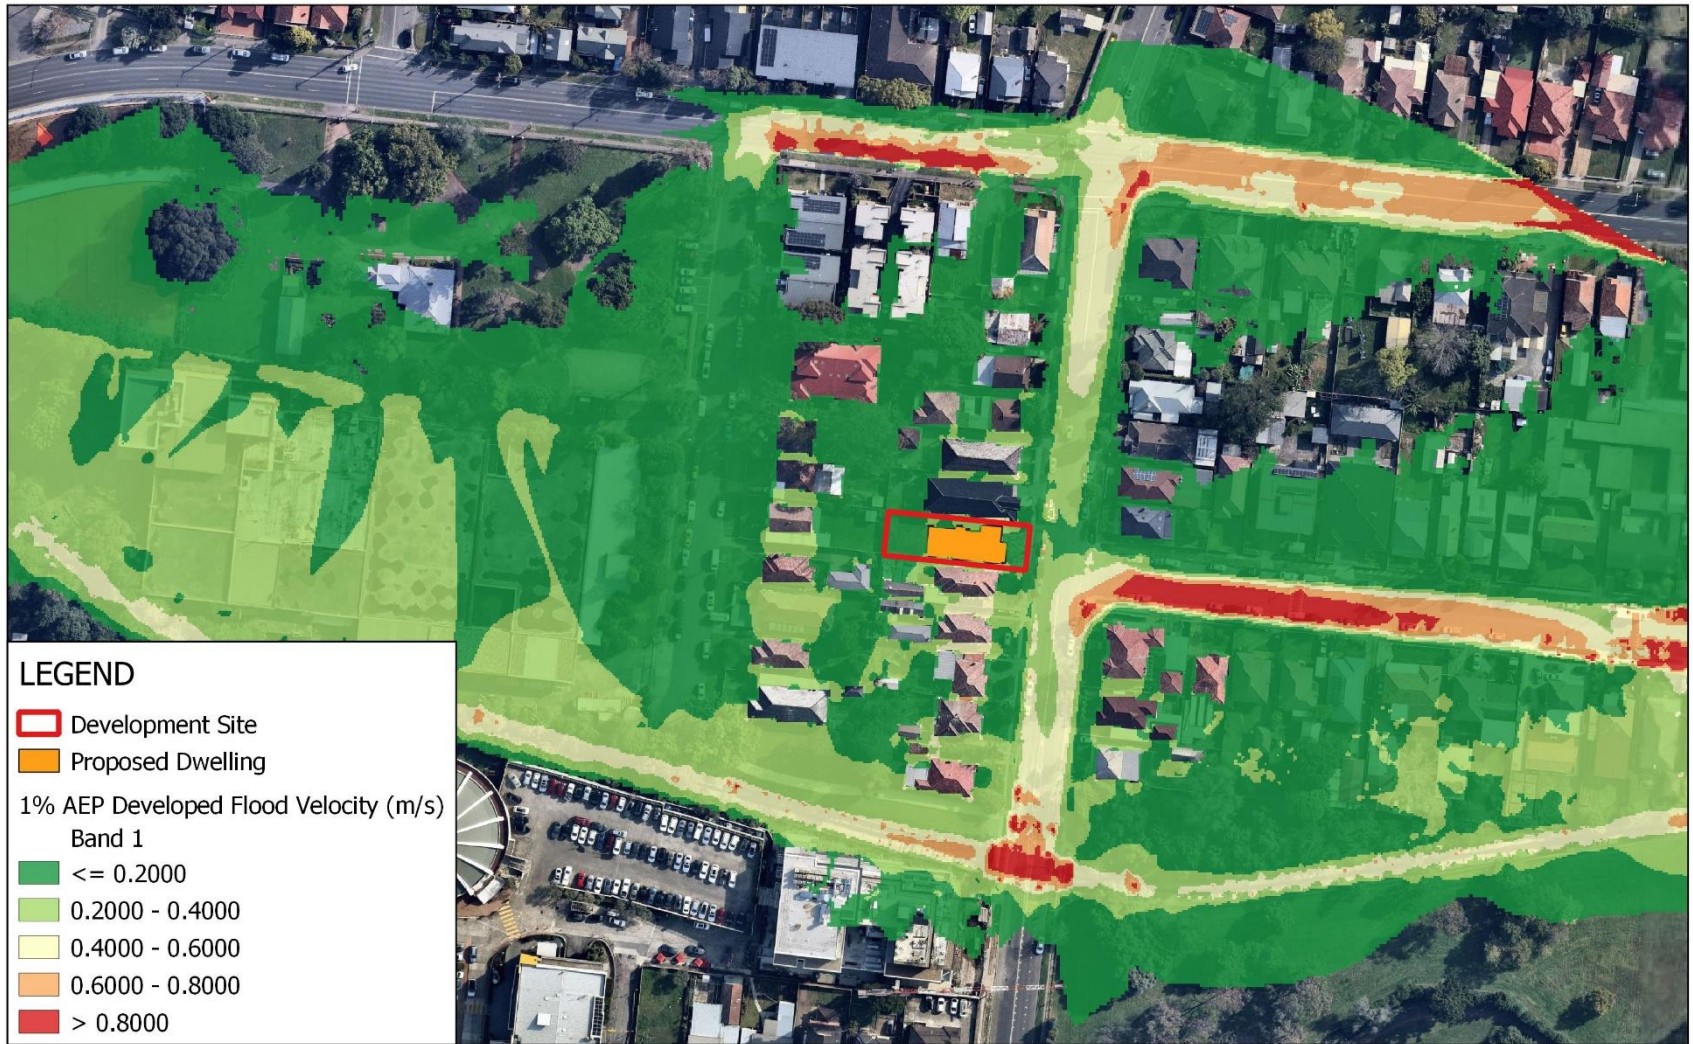 LEGEND
Development Site
Proposed Dwelling
1% AEP Developed Flood Velocity (m/s)
Band 1
<= 0.2000
0.2000 - 0.4000
0.4000 - 0.6000
0.6000 - 0.8000
> 0.8000